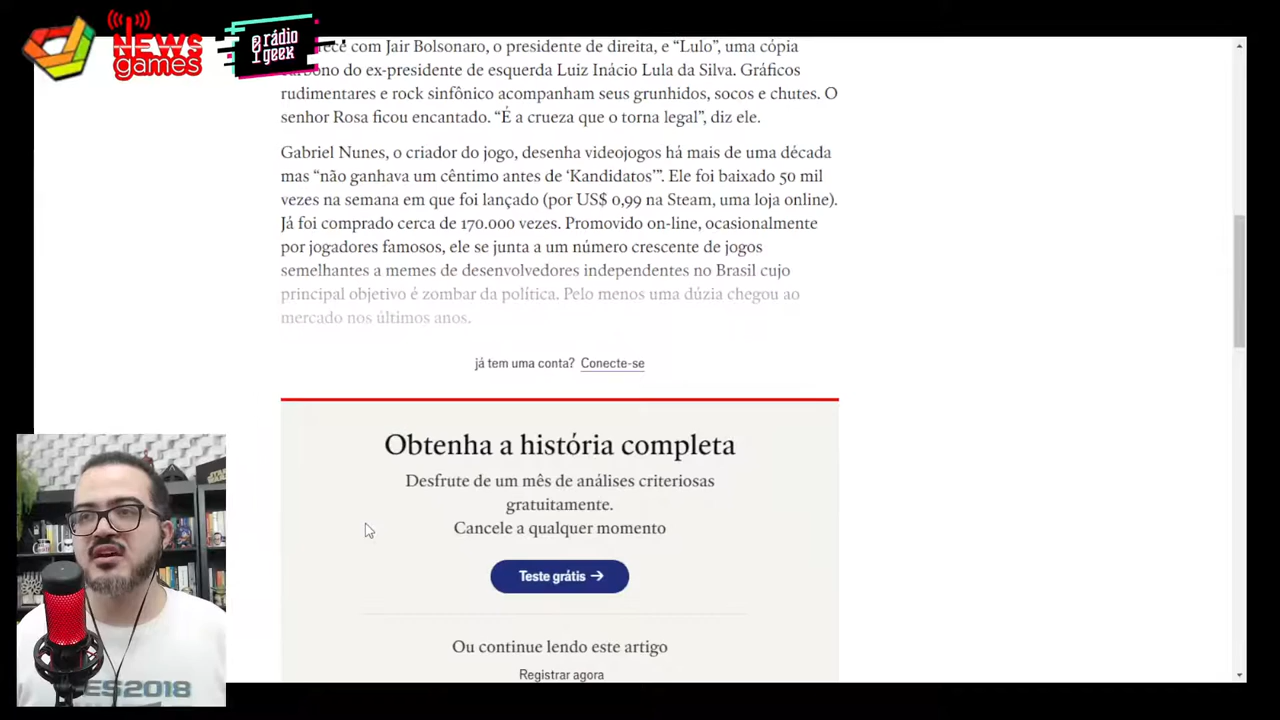 NEWS
games
rádio
geek
com Jair Bolsonaro, o presidente de direita, e “Lulo”, uma cópia
do ex-presidente de esquerda Luiz Inácio Lula da Silva. Gráficos
rudimentares e rock sinfônico acompanham seus grunhidos, socos e chutes. O
senhor Rosa ficou encantado. “É a crueza que o torna legal”, diz ele.
Gabriel Nunes, o criador do jogo, desenha videojogos há mais de uma década
mas “não ganhava um cêntimo antes de ‘Kandidatos’”. Ele foi baixado 50 mil
vezes na semana em que foi lançado (por US$ 0,99 na Steam, uma loja online).
Já foi comprado cerca de 170.000 vezes. Promovido on-line, ocasionalmente
por jogadores famosos, ele se junta a um número crescente de jogos
semelhantes a memes de desenvolvedores independentes no Brasil cujo
principal objetivo é zombar da política. Pelo menos uma dúzia chegou ao
mercado nos últimos anos.
já tem uma conta? Conecte-se
Obtenha a história completa
Desfrute de um mês de análises criteriosas
gratuitamente.
Cancele a qualquer momento
Teste grátis →
Ou continue lendo este artigo
Registrar agora
ES2018